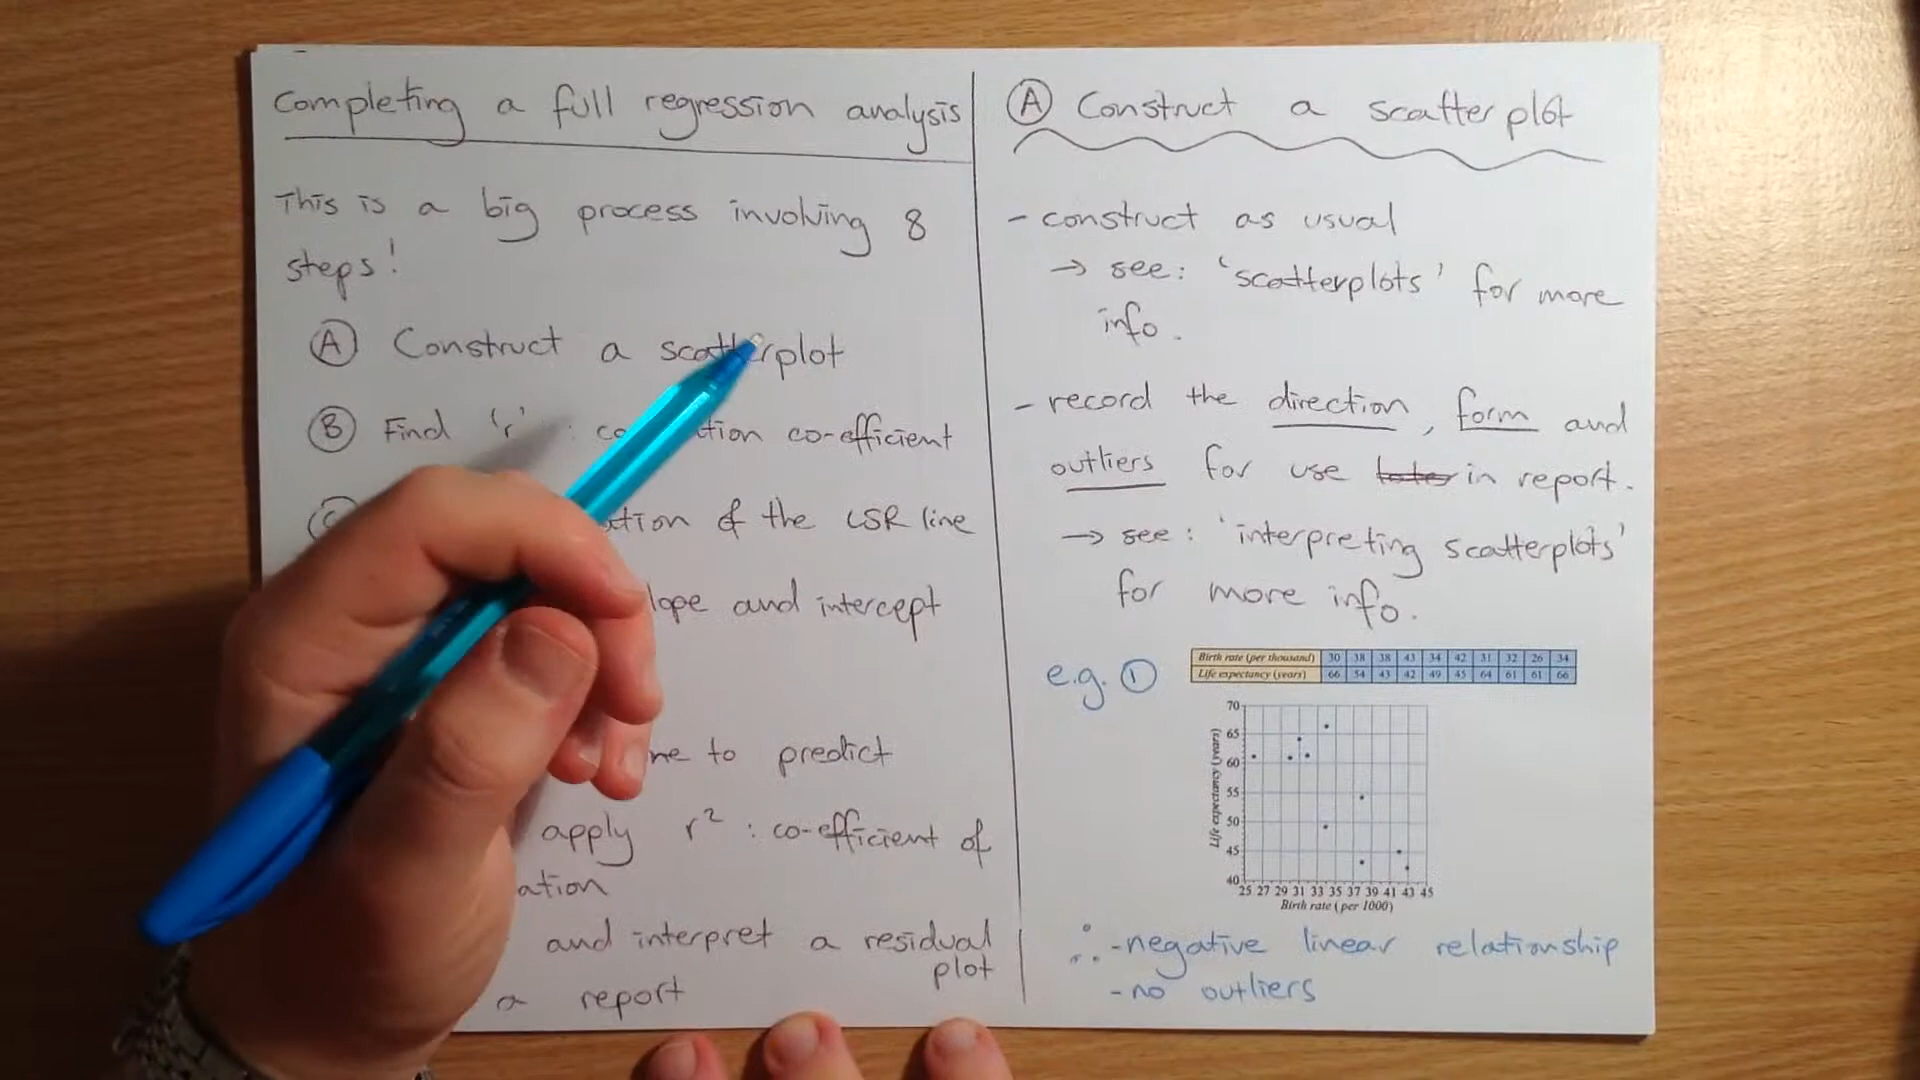 Completing a full regression analysis
This is a big process involving 8
steps!
A Construct a scatterplot
B Find 'r' : co-efficient
of the LSR line
and intercept
to predict
apply r² : co-efficient of
and interpret a residual
plot
a report
A Construct a scatterplot
- construct as usual
→ see: 'scatterplots' for more
info.
- record the direction, form and
outliers for use later in report.
→ see: 'interpreting scatterplots'
for more info.
e.g. 1
Birth rate (per thousand) 30 38 38 43 34 42 31 32 26 34
Life expectancy (years) 66 54 43 42 49 45 64 61 61 66
70
65
60
55
50
45
40
Life expectancy (years)
25 27 29 31 33 35 37 39 41 43 45
Birth rate (per 1000)
∴ - negative linear relationship
- no outliers